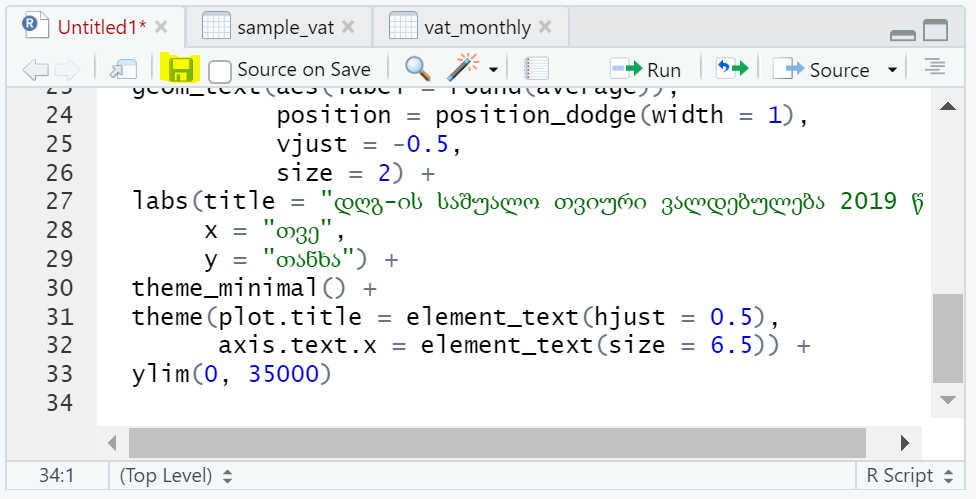 Untitled1* sample_vat vat_monthly
Source on Save Run Source
23 geom_text(aes(label = round(average)),
24 position = position_dodge(width = 1),
25 vjust = -0.5,
26 size = 2) +
27 labs(title = "დღგ-ის საშუალო თვიური ვალდებულება 2019 წ
28 x = "თვე",
29 y = "თანხა") +
30 theme_minimal() +
31 theme(plot.title = element_text(hjust = 0.5),
32 axis.text.x = element_text(size = 6.5)) +
33 ylim(0, 35000)
34
34:1 (Top Level) R Script